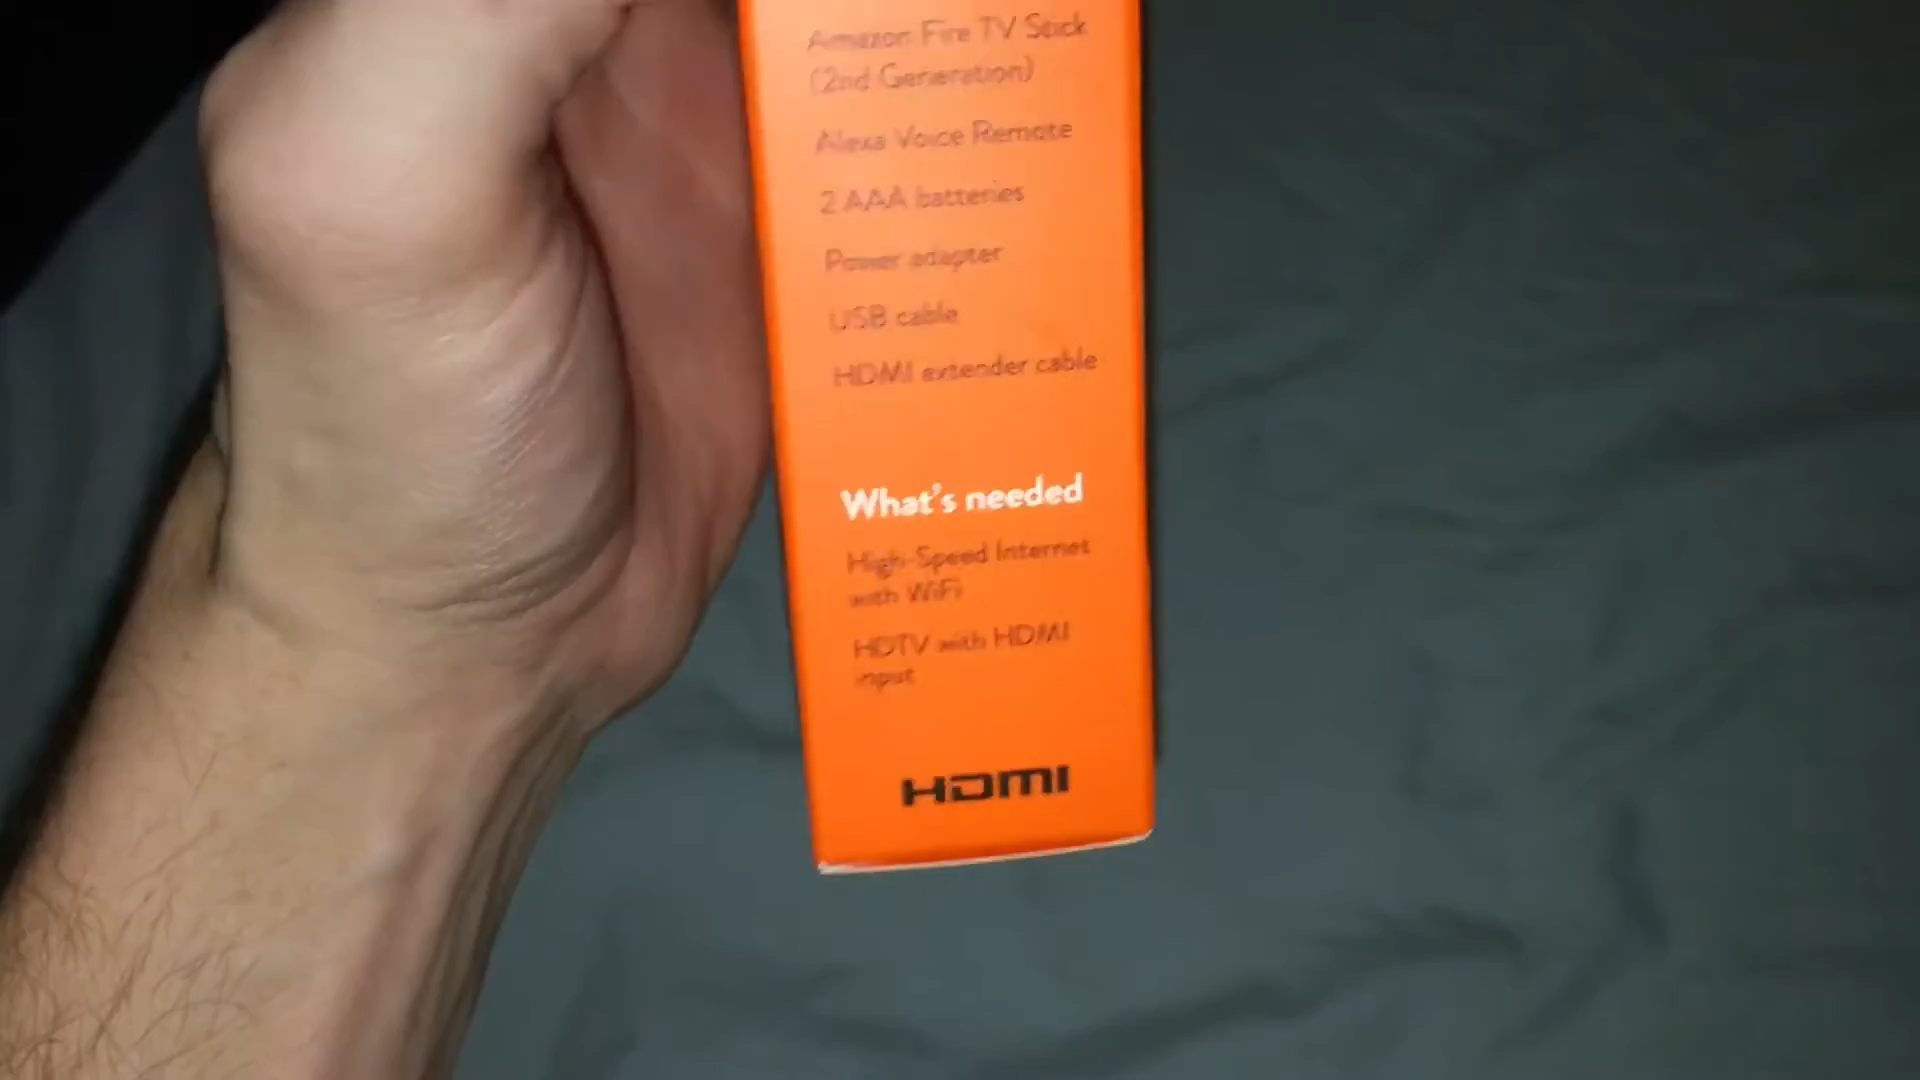 Amazon Fire TV Stick
(2nd Generation)
Alexa Voice Remote
2 AAA batteries
Power adapter
USB cable
HDMI extender cable
What's needed
High-Speed Internet
with WiFi
HDTV with HDMI
input
HDMI